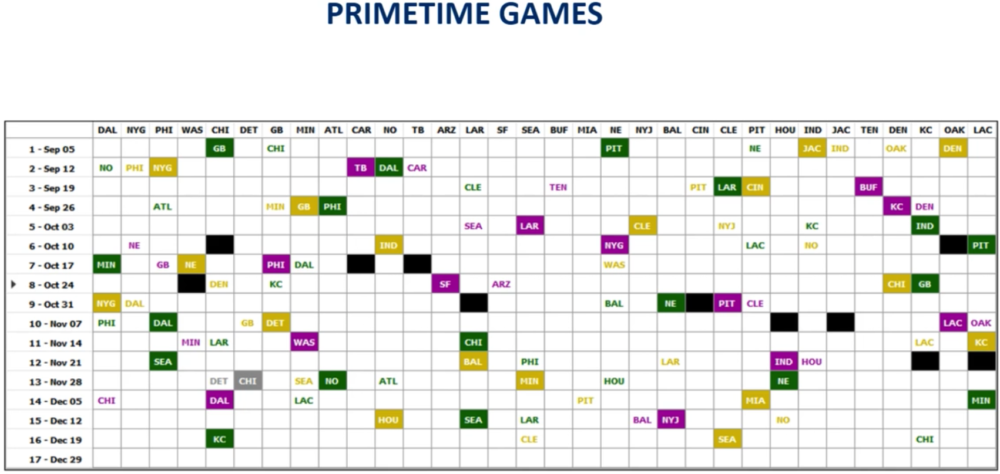 PRIMETIME GAMES
DAL NYG PHI WAS CHI DET GB MIN ATL CAR NO TB ARZ LAR SF SEA BUF MIA NE NYJ BAL CIN CLE PIT HOU IND JAC TEN DEN KC OAK LAC
1 - Sep 05 GB CHI PIT NE JAC IND OAK DEN
2 - Sep 12 NO PHI NYG TB DAL CAR
3 - Sep 19 CLE TEN PIT LAR CIN BUF
4 - Sep 26 ATL MIN GB PHI KC DEN
5 - Oct 03 SEA LAR CLE NYJ KC IND
6 - Oct 10 NE IND NYG LAC NO PIT
7 - Oct 17 MIN GB NE PHI DAL WAS
8 - Oct 24 DEN KC SF ARZ CHI GB
9 - Oct 31 NYG DAL BAL NE PIT CLE
10 - Nov 07 PHI DAL GB DET LAC OAK
11 - Nov 14 MIN LAR WAS CHI LAC KC
12 - Nov 21 SEA BAL PHI LAR IND HOU
13 - Nov 28 DET CHI SEA NO ATL MIN HOU NE
14 - Dec 05 CHI DAL LAC PIT MIA MIN
15 - Dec 12 HOU SEA LAR BAL NYJ NO
16 - Dec 19 KC CLE SEA CHI
17 - Dec 29